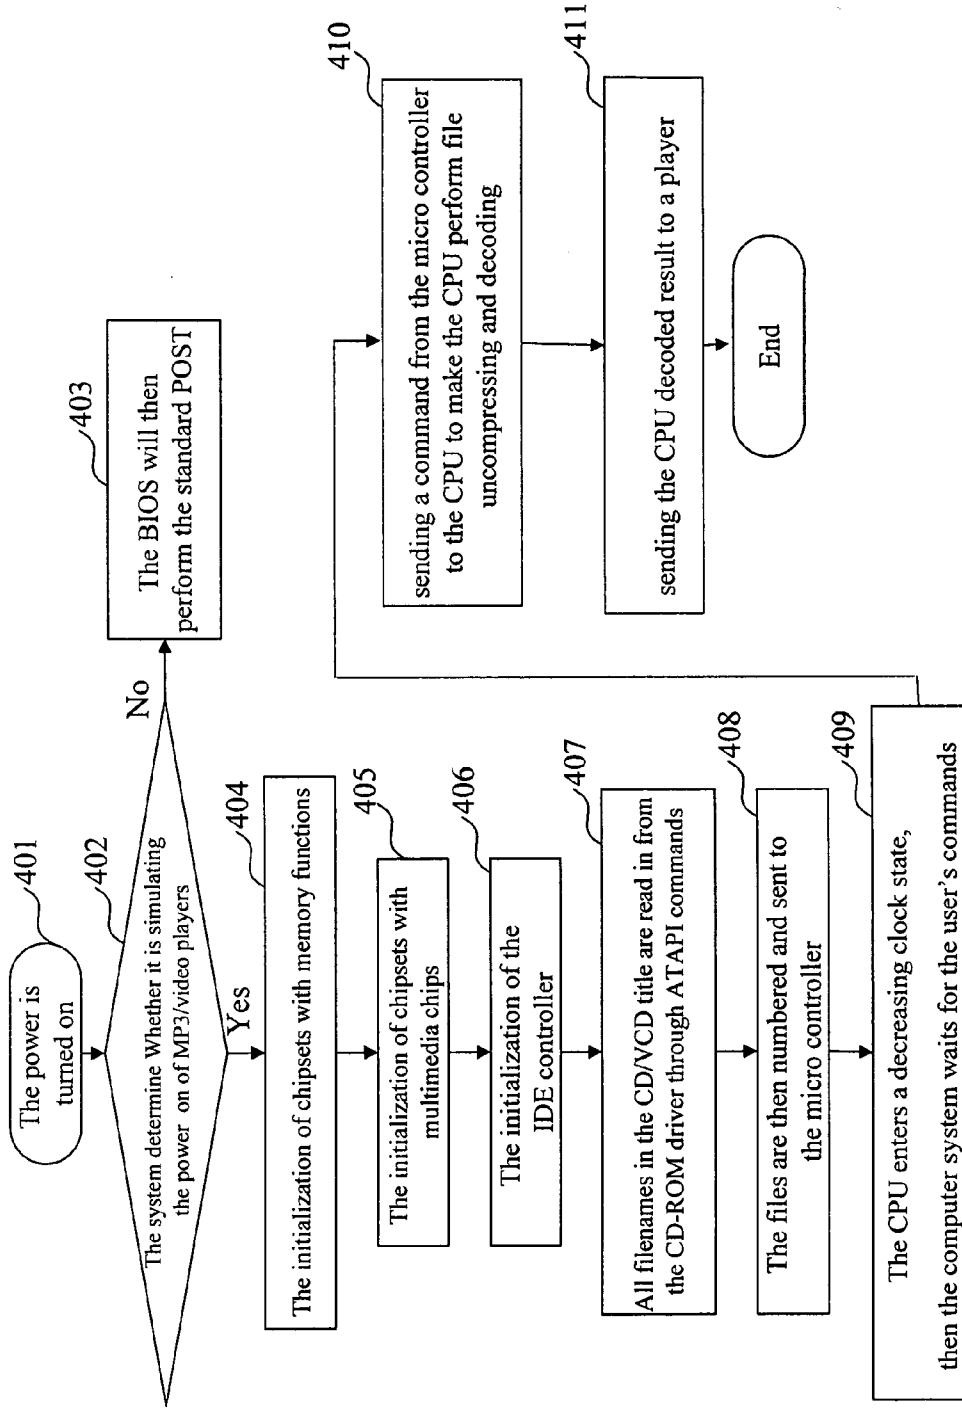 401
The power is
turned on
402
The system determine Whether it is simulating
the power on of MP3/video players
No
403
The BIOS will then
perform the standard POST
Yes
404
The initialization of chipsets with memory functions
405
The initialization of chipsets with
multimedia chips
406
The initialization of the
IDE controller
407
All filenames in the CD/VCD title are read in from
the CD-ROM driver through ATAPI commands
408
The files are then numbered and sent to
the micro controller
409
The CPU enters a decreasing clock state,
then the computer system waits for the user's commands
410
sending a command from the micro controller
to the CPU to make the CPU perform file
uncompressing and decoding
411
sending the CPU decoded result to a player
End